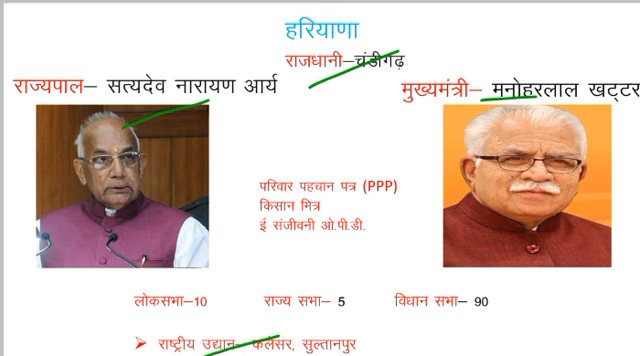 हरियाणा
राजधानी–चंडीगढ़
राज्यपाल– सत्यदेव नारायण आर्य
मुख्यमंत्री– मनोहरलाल खट्टर
परिवार पहचान पत्र (PPP)
किसान मित्र
ई संजीवनी ओ.पी.डी.
लोकसभा–10 राज्य सभा– 5 विधान सभा– 90
➢ राष्ट्रीय उद्यान– कलेसर, सुल्तानपुर